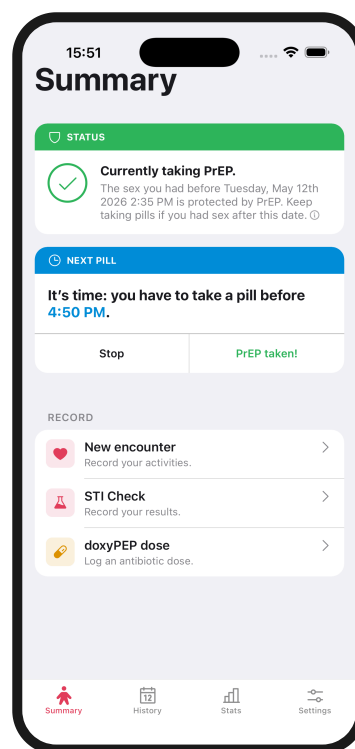 15:51
Summary
STATUS
Currently taking PrEP.
The sex you had before Tuesday, May 12th
2026 2:35 PM is protected by PrEP. Keep
taking pills if you had sex after this date.
NEXT PILL
It's time: you have to take a pill before
4:50 PM.
Stop
PrEP taken!
RECORD
New encounter
Record your activities.
STI Check
Record your results.
doxyPEP dose
Log an antibiotic dose.
12
Summary
History
Stats
Settings